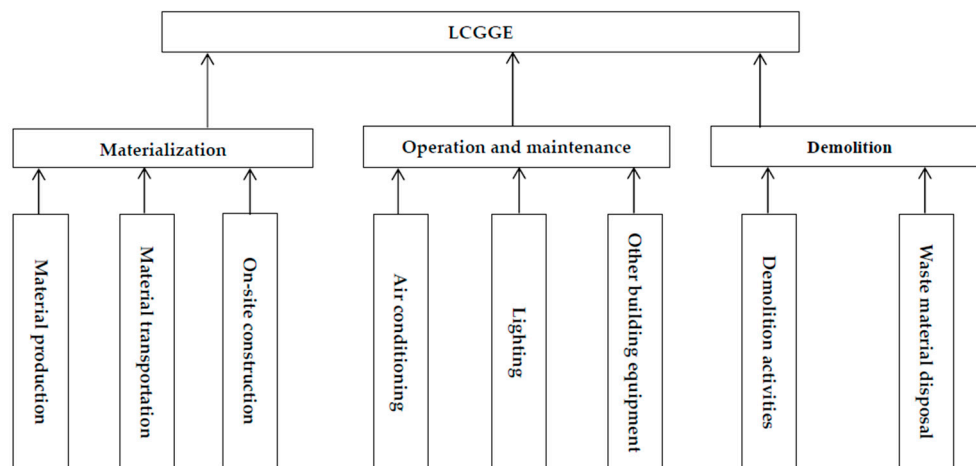 LCGGE
Materialization
Operation and maintenance
Demolition
Material production
Material transportation
On-site construction
Air conditioning
Lighting
Other building equipment
Demolition activities
Waste material disposal